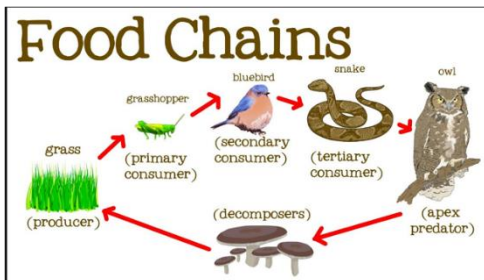 Food Chains
grass
(producer)
grasshopper
(primary
consumer)
bluebird
(secondary
consumer)
snake
(tertiary
consumer)
owl
(apex
predator)
(decomposers)